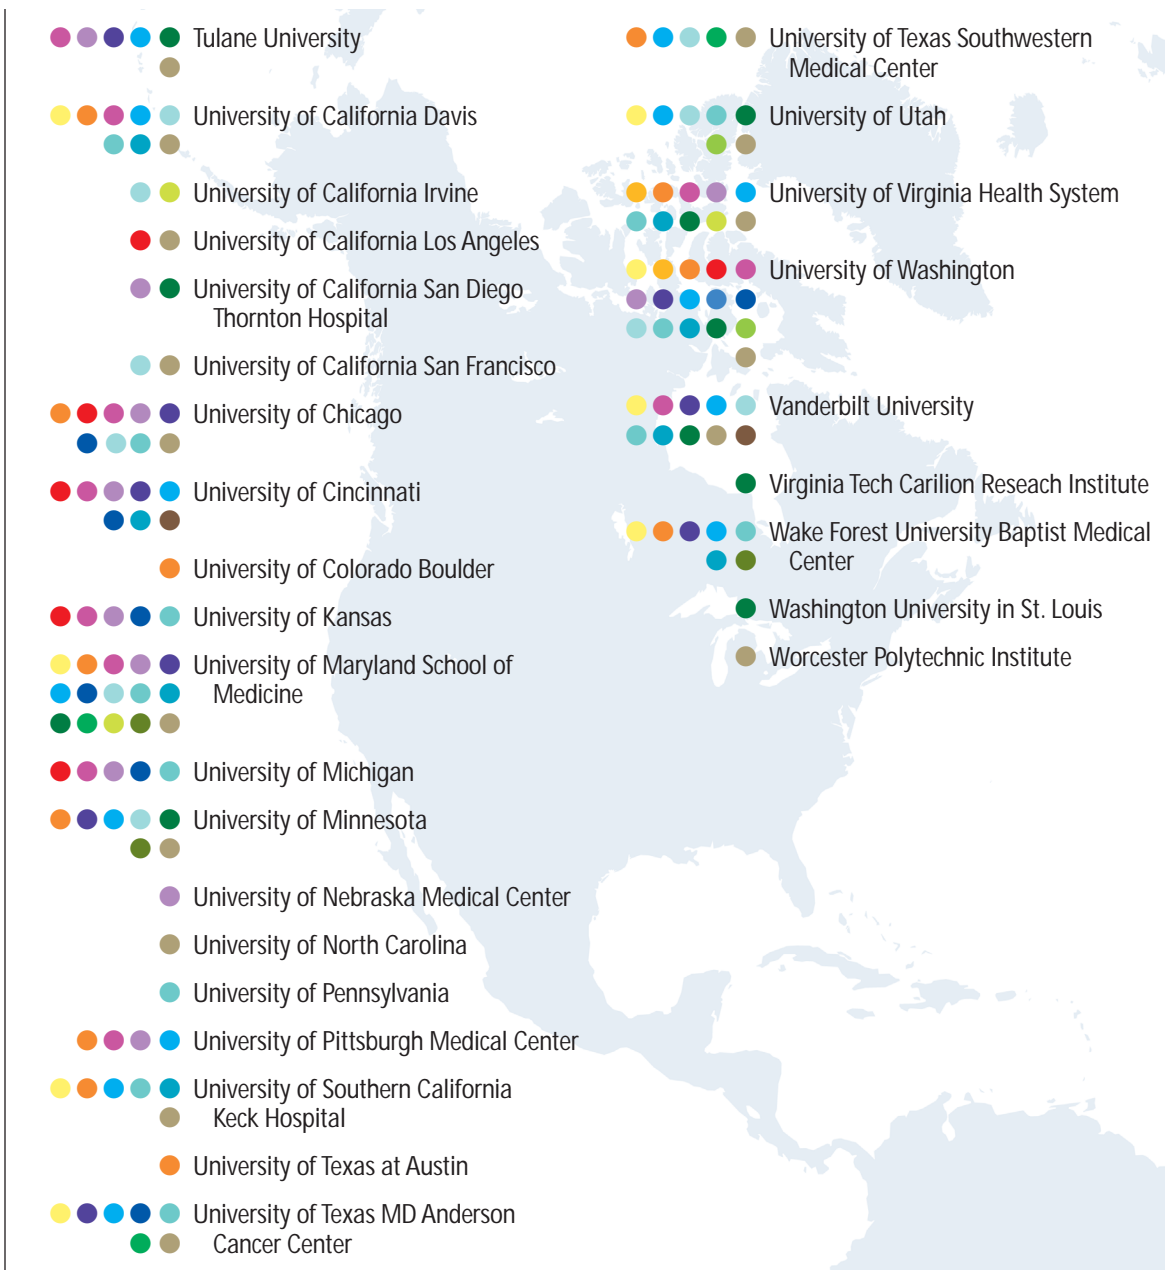 Tulane University
University of California Davis
University of California Irvine
University of California Los Angeles
University of California San Diego
Thornton Hospital
University of California San Francisco
University of Chicago
University of Cincinnati
University of Colorado Boulder
University of Kansas
University of Maryland School of
Medicine
University of Michigan
University of Minnesota
University of Nebraska Medical Center
University of North Carolina
University of Pennsylvania
University of Pittsburgh Medical Center
University of Southern California
Keck Hospital
University of Texas at Austin
University of Texas MD Anderson
Cancer Center
University of Texas Southwestern
Medical Center
University of Utah
University of Virginia Health System
University of Washington
Vanderbilt University
Virginia Tech Carilion Reseach Institute
Wake Forest University Baptist Medical
Center
Washington University in St. Louis
Worcester Polytechnic Institute